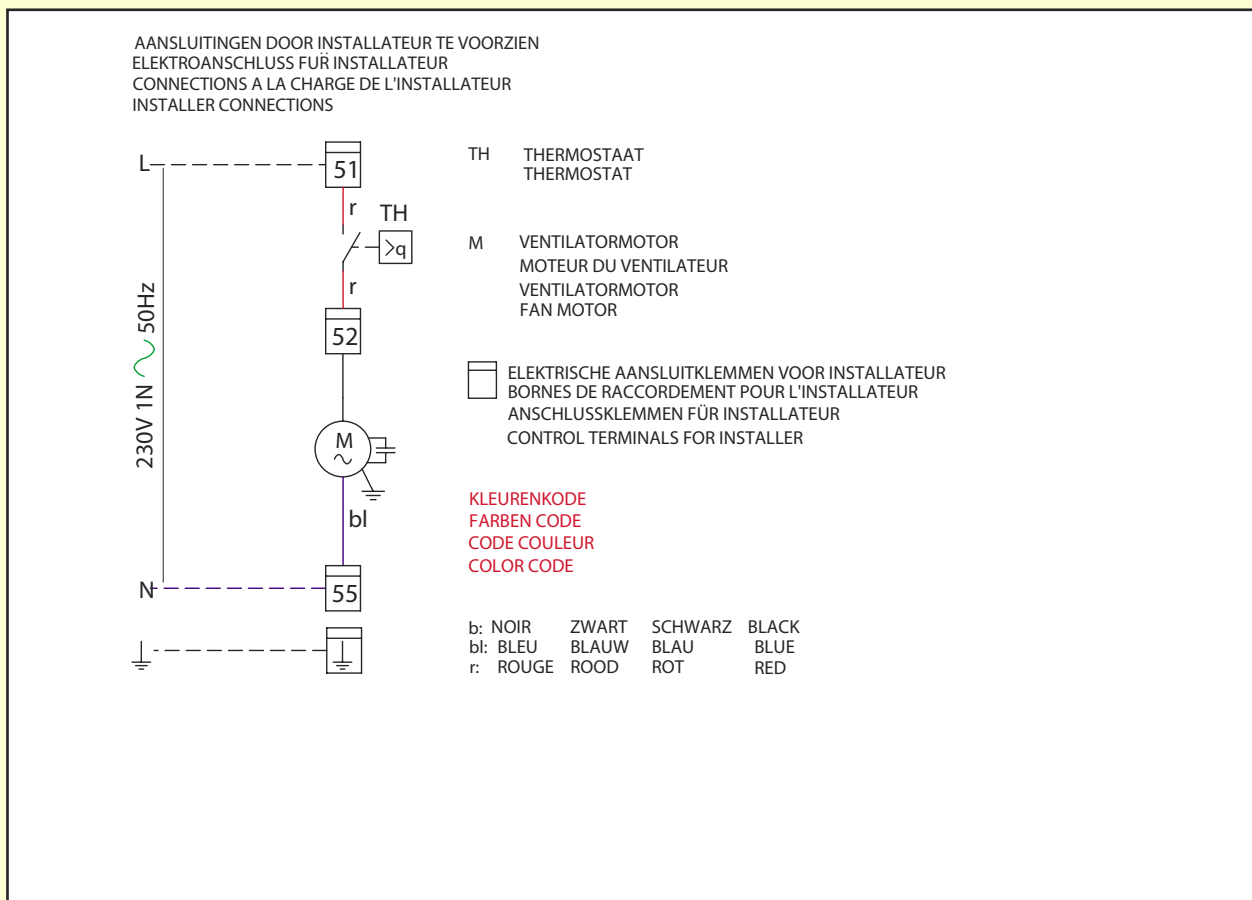 AANSLUITINGEN DOOR INSTALLATEUR TE VOORZIEN
ELEKTROANSCHLUSS FUR INSTALLATEUR
CONNECTIONS A LA CHARGE DE L'INSTALLATEUR
INSTALLER CONNECTIONS
L
51
r
TH
>q
r
52
230V 1N 50Hz
M
bl
N
55
TH THERMOSTAAT
THERMOSTAT
M VENTILATORMOTOR
MOTEUR DU VENTILATEUR
VENTILATORMOTOR
FAN MOTOR
ELEKTRISCHE AANSLUITKLEMMEN VOOR INSTALLATEUR
BORNES DE RACCORDEMENT POUR L'INSTALLATEUR
ANSCHLUSSKLEMMEN FÜR INSTALLATEUR
CONTROL TERMINALS FOR INSTALLER
KLEURENKODE
FARBEN CODE
CODE COULEUR
COLOR CODE
b: NOIR ZWART SCHWARZ BLACK
bl: BLEU BLAUW BLAU BLUE
r: ROUGE ROOD ROT RED